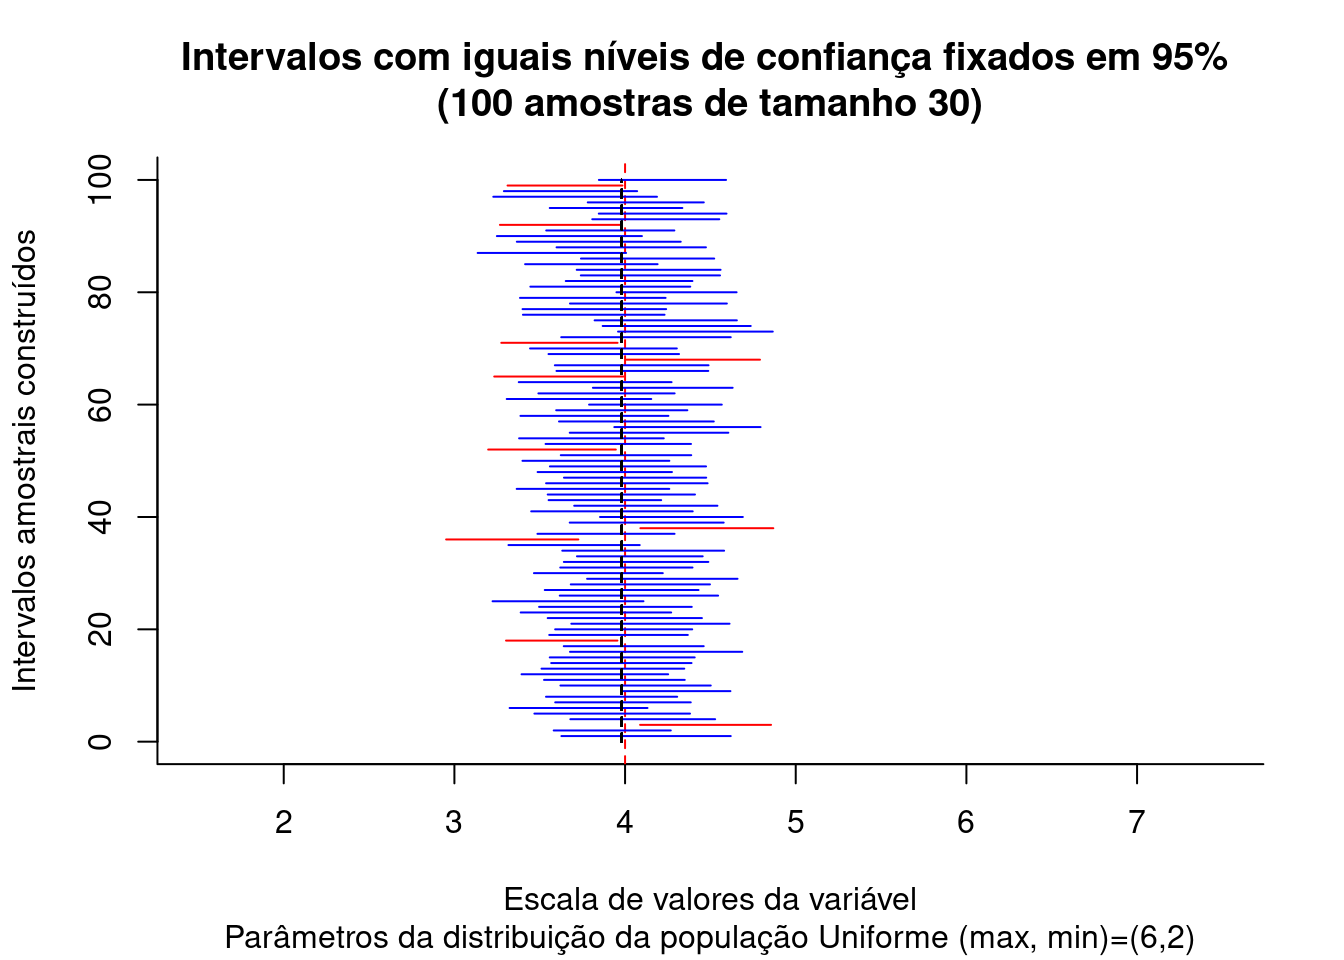 Intervalos com iguais níveis de confiança fixados em 95%
(100 amostras de tamanho 30)
Intervalos amostrais construídos
100
80
60
40
20
0
2 3 4 5 6 7
Escala de valores da variável
Parâmetros da distribuição da população Uniforme (max, min)=(6,2)